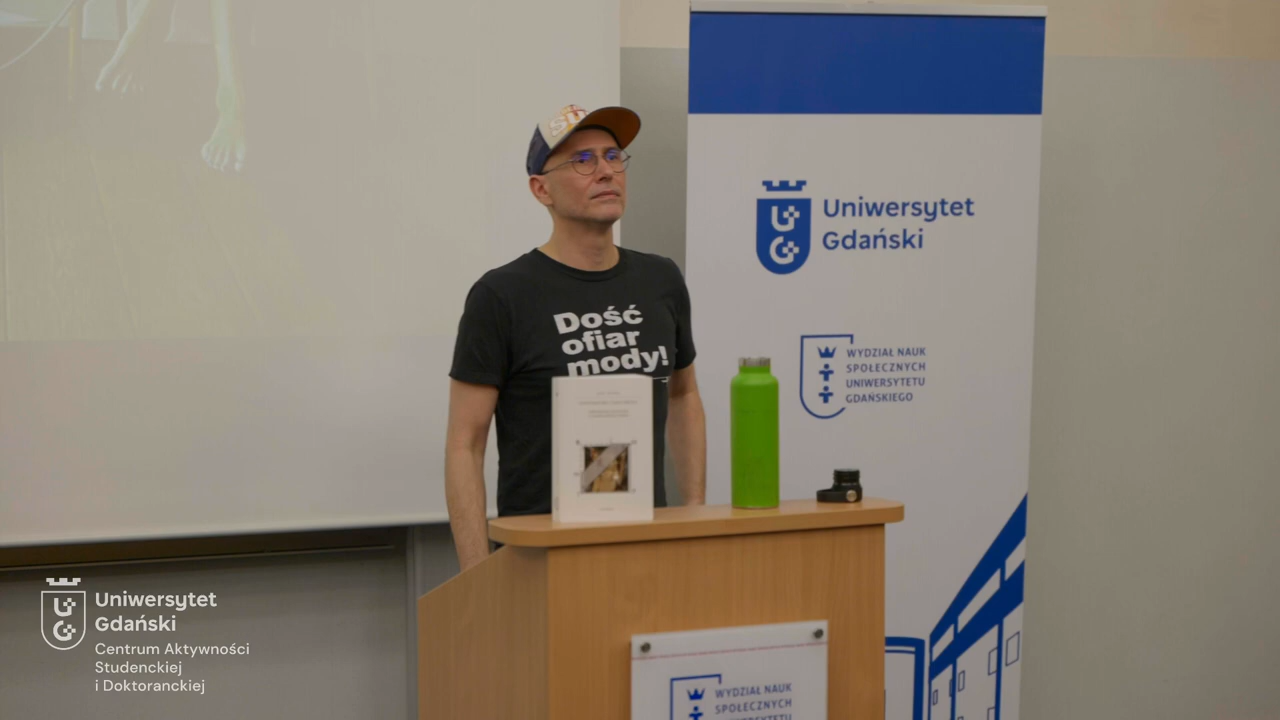 SU
Uniwersytet
Gdański
Dość
ofiar
mody!
WYDZIAŁ NAUK
SPOŁECZNYCH
UNIWERSYTETU
GDAŃSKIEGO
WYDZIAŁ NAUK
SPOŁECZNYCH
Uniwersytet
Gdański
Centrum Aktywności
Studenckiej
i Doktoranckiej